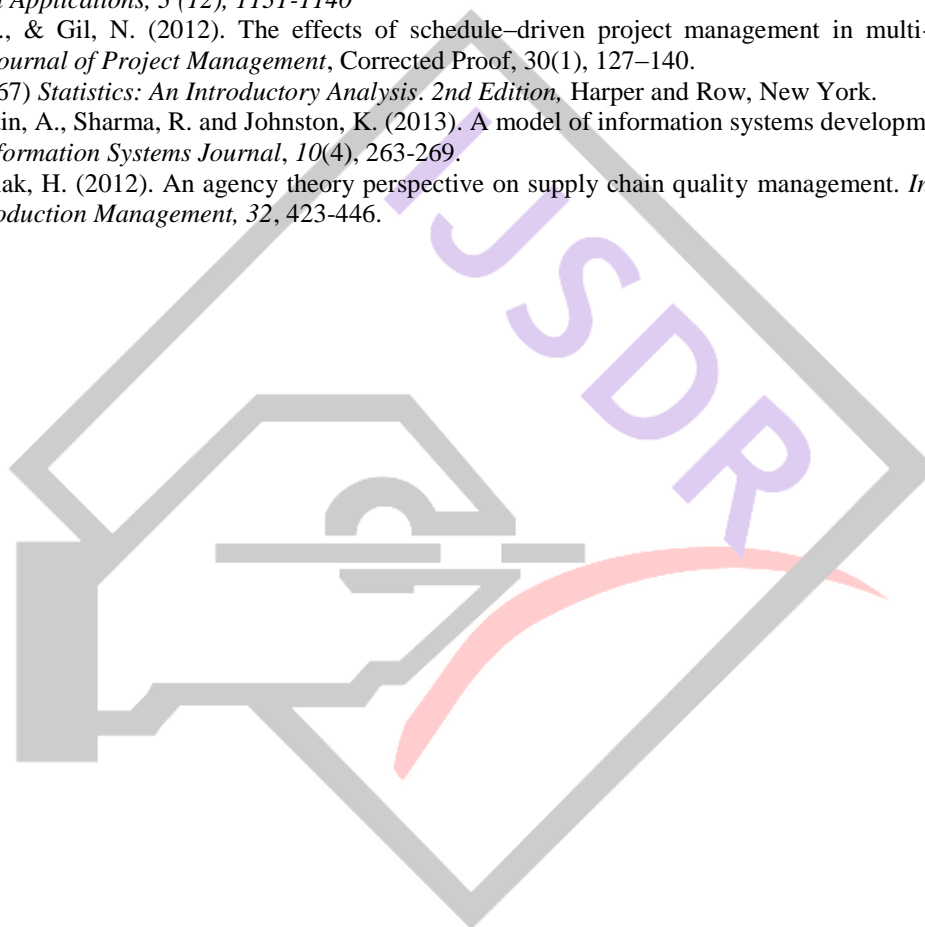 Applications, 5 (12), 1131-1140
., & Gil, N. (2012). The effects of schedule–driven project management in multi-
ournal of Project Management, Corrected Proof, 30(1), 127–140.
67) Statistics: An Introductory Analysis. 2nd Edition, Harper and Row, New York.
tin, A., Sharma, R. and Johnston, K. (2013). A model of information systems developm
formation Systems Journal, 10(4), 263-269.
ak, H. (2012). An agency theory perspective on supply chain quality management. In
oduction Management, 32, 423-446.
IJSDR